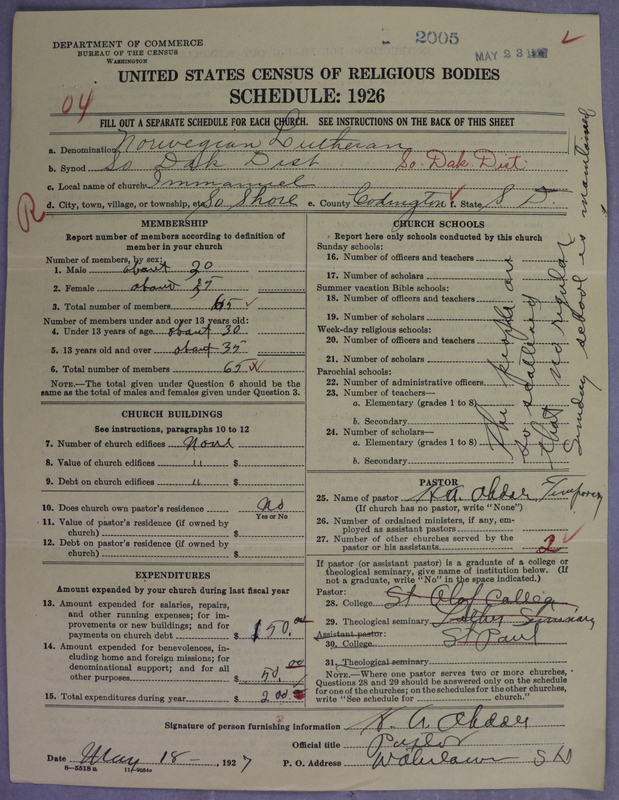 DEPARTMENT OF COMMERCE
BUREAU OF THE CENSUS
WASHINGTON
2005
MAY 23 1927
UNITED STATES CENSUS OF RELIGIOUS BODIES
SCHEDULE: 1926
04
FILL OUT A SEPARATE SCHEDULE FOR EACH CHURCH. SEE INSTRUCTIONS ON THE BACK OF THIS SHEET
a. Denomination Norwegian Lutheran
b. Synod So Dak Dist So. Dak. Dist.
c. Local name of church Immanuel
d. City, town, village, or township, etc. So Shore e. County Codington f. State S D.
R
MEMBERSHIP
Report number of members according to definition of
member in your church
Number of members, by sex:
1. Male about 30
2. Female about 35
3. Total number of members 65
Number of members under and over 13 years old:
4. Under 13 years of age about 30
5. 13 years old and over about 35
6. Total number of members 65
NOTE.—The total given under Question 6 should be the
same as the total of males and females given under Question 3.
CHURCH BUILDINGS
See instructions, paragraphs 10 to 12
7. Number of church edifices None
8. Value of church edifices " $
9. Debt on church edifices " $
10. Does church own pastor's residence No
Yes or No
11. Value of pastor's residence (if owned by
church) $
12. Debt on pastor's residence (if owned by
church) $
EXPENDITURES
Amount expended by your church during last fiscal year
13. Amount expended for salaries, repairs,
and other running expenses; for im-
provements or new buildings; and for
payments on church debt $ 150.00
14. Amount expended for benevolences, in-
cluding home and foreign missions; for
denominational support; and for all
other purposes $ 50.00
15. Total expenditures during year $ 200.
CHURCH SCHOOLS
Report here only schools conducted by this church
Sunday schools:
16. Number of officers and teachers
17. Number of scholars
Summer vacation Bible schools:
18. Number of officers and teachers
19. Number of scholars
Week-day religious schools:
20. Number of officers and teachers
21. Number of scholars
Parochial schools:
22. Number of administrative officers
23. Number of teachers—
a. Elementary (grades 1 to 8)
b. Secondary
24. Number of scholars—
a. Elementary (grades 1 to 8)
b. Secondary
The people are
so scattered
that no regular
Sunday school is maintained
PASTOR
25. Name of pastor Temporary
(If church has no pastor, write "None")
26. Number of ordained ministers, if any, em-
ployed as assistant pastors
27. Number of other churches served by the
pastor or his assistants 2
If pastor (or assistant pastor) is a graduate of a college or
theological seminary, give name of institution below. (If
not a graduate, write "No" in the space indicated.)
Pastor:
28. College St Olaf College
29. Theological seminary Luther Seminary
Assistant pastor: St Paul
30. College
31. Theological seminary
NOTE.—Where one pastor serves two or more churches,
Questions 28 and 29 should be answered only on the schedule
for one of the churches; on the schedules for the other churches,
write "See schedule for ............ church."
Signature of person furnishing information
Official title Pastor
Date May 18 - , 1927 P. O. Address Watertown S D
8—5518 a 11—9084a